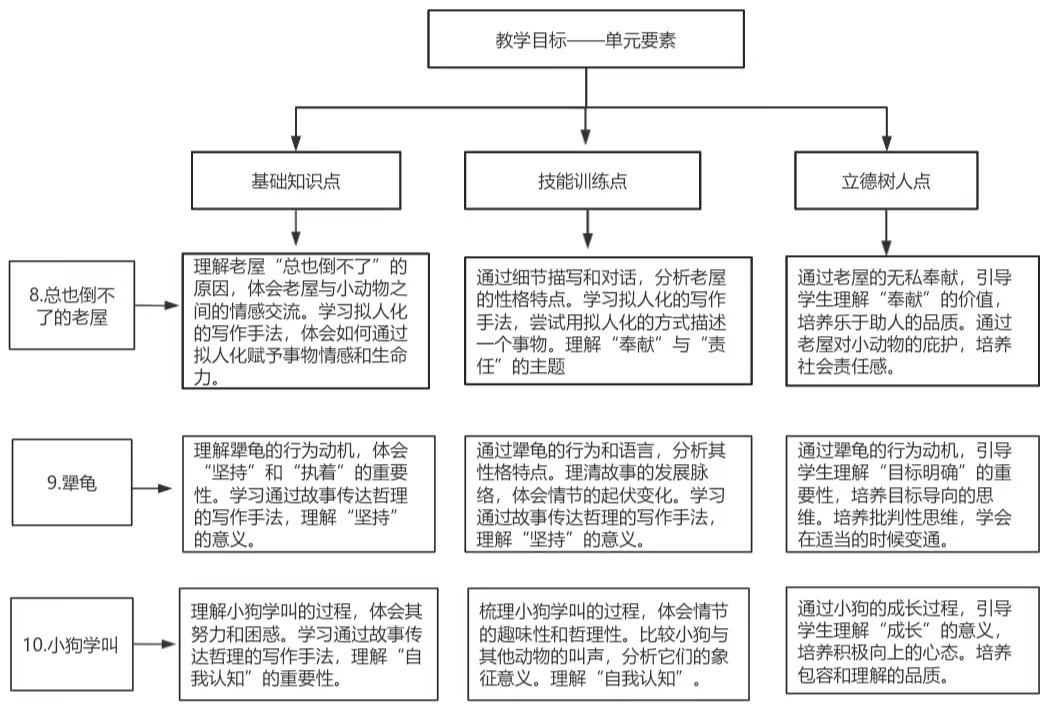 教学目标——单元要素
基础知识点
技能训练点
立德树人点
8.总也倒不
了的老屋
理解老屋“总也倒不了”的
原因，体会老屋与小动物之
间的情感交流。学习拟人化
的写作手法，体会如何通过
拟人化赋予事物情感和生命
力。
通过细节描写和对话，分析老屋
的性格特点。学习拟人化的写作
手法，尝试用拟人化的方式描述
一个事物。理解“奉献”与“责
任”的主题
通过老屋的无私奉献，引导
学生理解“奉献”的价值，
培养乐于助人的品质。通过
老屋对小动物的庇护，培养
社会责任感。
9.犟龟
理解犟龟的行为动机，体会
“坚持”和“执着”的重要
性。学习通过故事传达哲理
的写作手法，理解“坚持”
的意义。
通过犟龟的行为和语言，分析其
性格特点。理清故事的发展脉
络，体会情节的起伏变化。学习
通过故事传达哲理的写作手法，
理解“坚持”的意义。
通过犟龟的行为动机，引导
学生理解“目标明确”的重
要性，培养目标导向的思
维。培养批判性思维，学会
在适当的时候变通。
10.小狗学叫
理解小狗学叫的过程，体会其
努力和困惑。学习通过故事传
达哲理的写作手法，理解“自
我认知”的重要性。
梳理小狗学叫的过程，体会情节
的趣味性和哲理性。比较小狗与
其他动物的叫声，分析它们的象
征意义。理解“自我认知”.
通过小狗的成长过程，引导
学生理解“成长”的意义，
培养积极向上的心态。培养
包容和理解的品质。